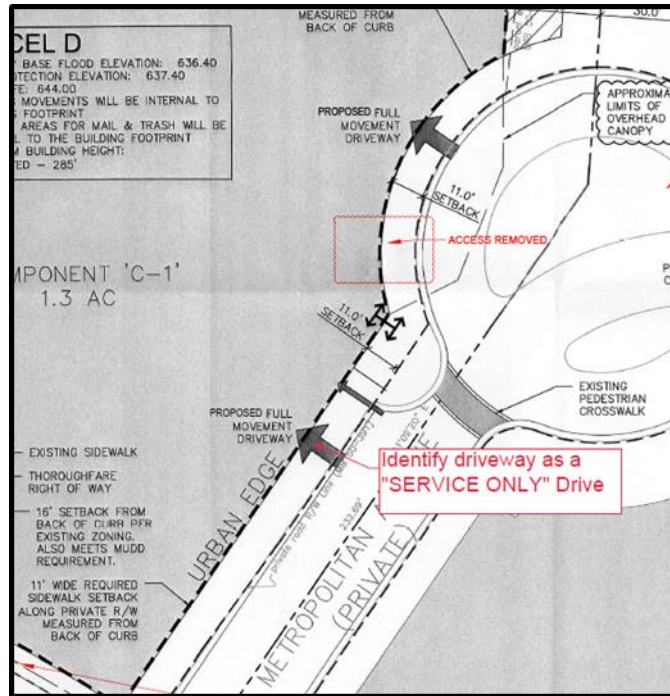 MEASURED FROM
BACK OF CURB
30.0'
CEL D
BASE FLOOD ELEVATION: 636.40
OTECTION ELEVATION: 637.40
FE: 644.00
MOVEMENTS WILL BE INTERNAL TO
FOOTPRINT
AREAS FOR MAIL & TRASH WILL BE
L TO THE BUILDING FOOTPRINT
M BUILDING HEIGHT:
TED - 285'
PROPOSED FULL
MOVEMENT
DRIVEWAY
APPROXIMA
LIMITS OF
OVERHEAD
CANOPY
11.0'
SETBACK
ACCESS REMOVED
MPONENT 'C-1'
1.3 AC
11.0'
SETBACK
EXISTING
PEDESTRIAN
CROSSWALK
PROPOSED FULL
MOVEMENT
DRIVEWAY
Identify driveway as a
"SERVICE ONLY" Drive
EXISTING SIDEWALK
THOROUGHFARE
RIGHT OF WAY
16' SETBACK FROM
BACK OF CURB PER
EXISTING ZONING.
ALSO MEETS MUDD
REQUIREMENT.
11' WIDE REQUIRED
SIDEWALK SETBACK
ALONG PRIVATE R/W
MEASURED FROM
BACK OF CURB
URBAN EDGE
private road R/W Line
232.69'
METROPOLITAN
(PRIVATE)